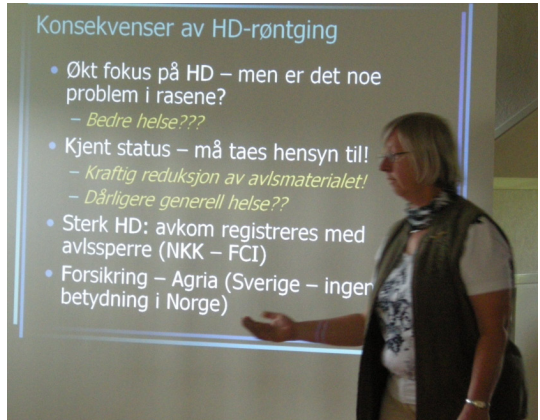 Konsekvenser av HD-røntging
• Økt fokus på HD – men er det noe
problem i rasene?
– Bedre helse???
• Kjent status – må taes hensyn til!
– Kraftig reduksjon av avlsmaterialet!
– Dårligere generell helse??
• Sterk HD: avkom registreres med
avlssperre (NKK – FCI)
• Forsikring – Agria (Sverige – ingen
betydning i Norge)